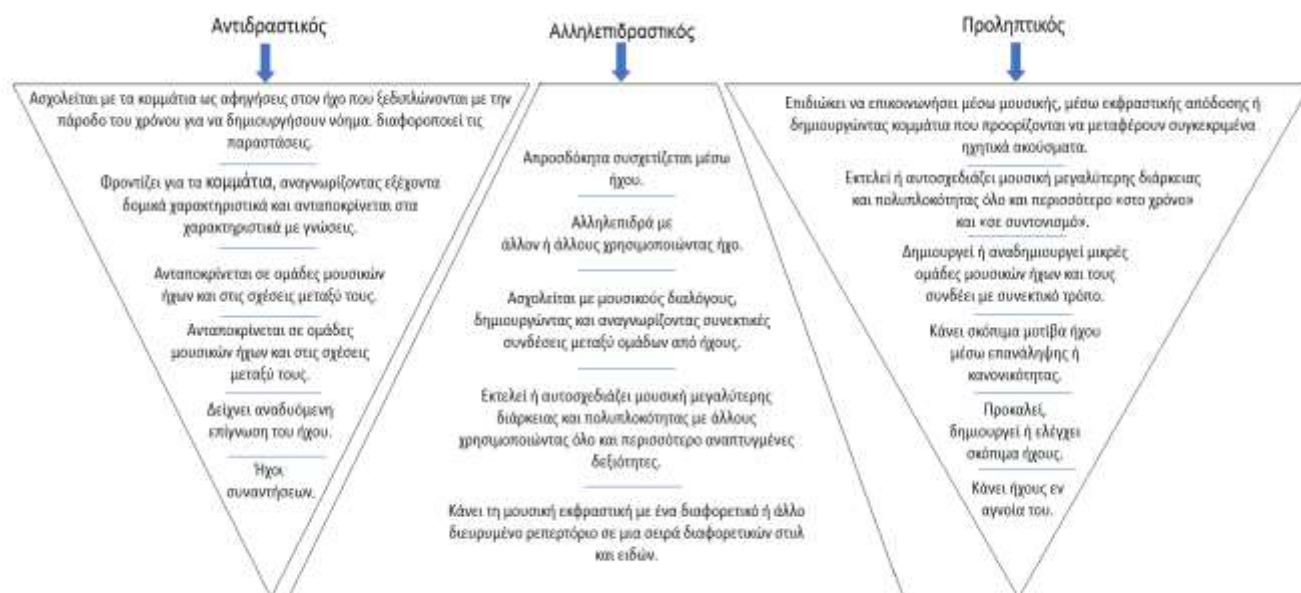 Αντιδραστικός
Ασχολείται με τα κομμάτια ως αφηγήσεις στον ήχο που ξεδιπλώνονται με την
πάροδο του χρόνου για να δημιουργήσουν νόημα. διαφοροποιεί τις
παραστάσεις.
Φροντίζει για τα κομμάτια, αναγνωρίζοντας εξέχοντα
δομικά χαρακτηριστικά και ανταποκρίνεται στα
χαρακτηριστικά με γνώσεις.
Ανταποκρίνεται σε ομάδες μουσικών
ήχων και στις σχέσεις μεταξύ τους.
Ανταποκρίνεται σε ομάδες
μουσικών ήχων και στις σχέσεις
μεταξύ τους.
Δείχνει αναδυόμενη
επίγνωση του ήχου.
Ήχοι
συναντήσεων.
Αλληλεπιδραστικός
Απροσδόκητα συσχετίζεται μέσω
ήχου.
Αλληλεπιδρά με
άλλον ή άλλους χρησιμοποιώντας ήχο.
Ασχολείται με μουσικούς διαλόγους,
δημιουργώντας και αναγνωρίζοντας συνεκτικές
συνδέσεις μεταξύ ομάδων από ήχους.
Εκτελεί ή αυτοσχεδιάζει μουσική μεγαλύτερης
διάρκειας και πολυπλοκότητας με άλλους
χρησιμοποιώντας όλο και περισσότερο αναπτυγμένες
δεξιότητες.
Κάνει τη μουσική εκφραστική με ένα διαφορετικό ή άλλο
διευρυμένο ρεπερτόριο σε μια σειρά διαφορετικών στυλ
και ειδών.
Προληπτικός
Επιδιώκει να επικοινωνήσει μέσω μουσικής, μέσω εκφραστικής απόδοσης ή
δημιουργώντας κομμάτια που προορίζονται να μεταφέρουν συγκεκριμένα
ηχητικά ακούσματα.
Εκτελεί ή αυτοσχεδιάζει μουσική μεγαλύτερης διάρκειας
και πολυπλοκότητας όλο και περισσότερο «στο χρόνο»
και «σε συντονισμό».
Δημιουργεί ή αναδημιουργεί μικρές
ομάδες μουσικών ήχων και τους
συνδέει με συνεκτικό τρόπο.
Κάνει σκόπιμα μοτίβα ήχου
μέσω επανάληψης ή
κανονικότητας.
Προκαλεί,
δημιουργεί ή ελέγχει
σκόπιμα ήχους.
Κάνει ήχους εν
αγνοία του.